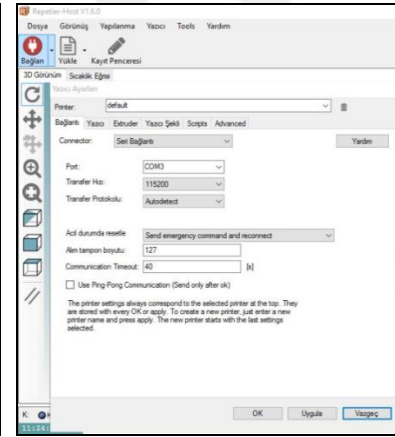 Repetier-Host V1.6.0
Dosya Görünüş Yapılanma Yazıcı Tools Yardım
Bağlan Yükle Kayıt Penceresi
3D Görünüm Sıcaklık Eğrisi
Yazıcı Ayarları
Printer: default
Bağlantı Yazıcı Extruder Yazıcı Şekli Scripts Advanced
Connector: Seri Bağlantı Yardım
Port: COM3
Transfer Hızı: 115200
Transfer Protokolu: Autodetect
Acil durumda resetle Send emergency command and reconnect
Alım tampon boyutu: 127
Communication Timeout: 40 [s]
Use Ping-Pong Communication (Send only after ok)
The printer settings always correspond to the selected printer at the top. They
are stored with every OK or apply. To create a new printer, just enter a new
printer name and press apply. The new printer starts with the last settings
selected.
OK Uygula Vazgeç
11:24: